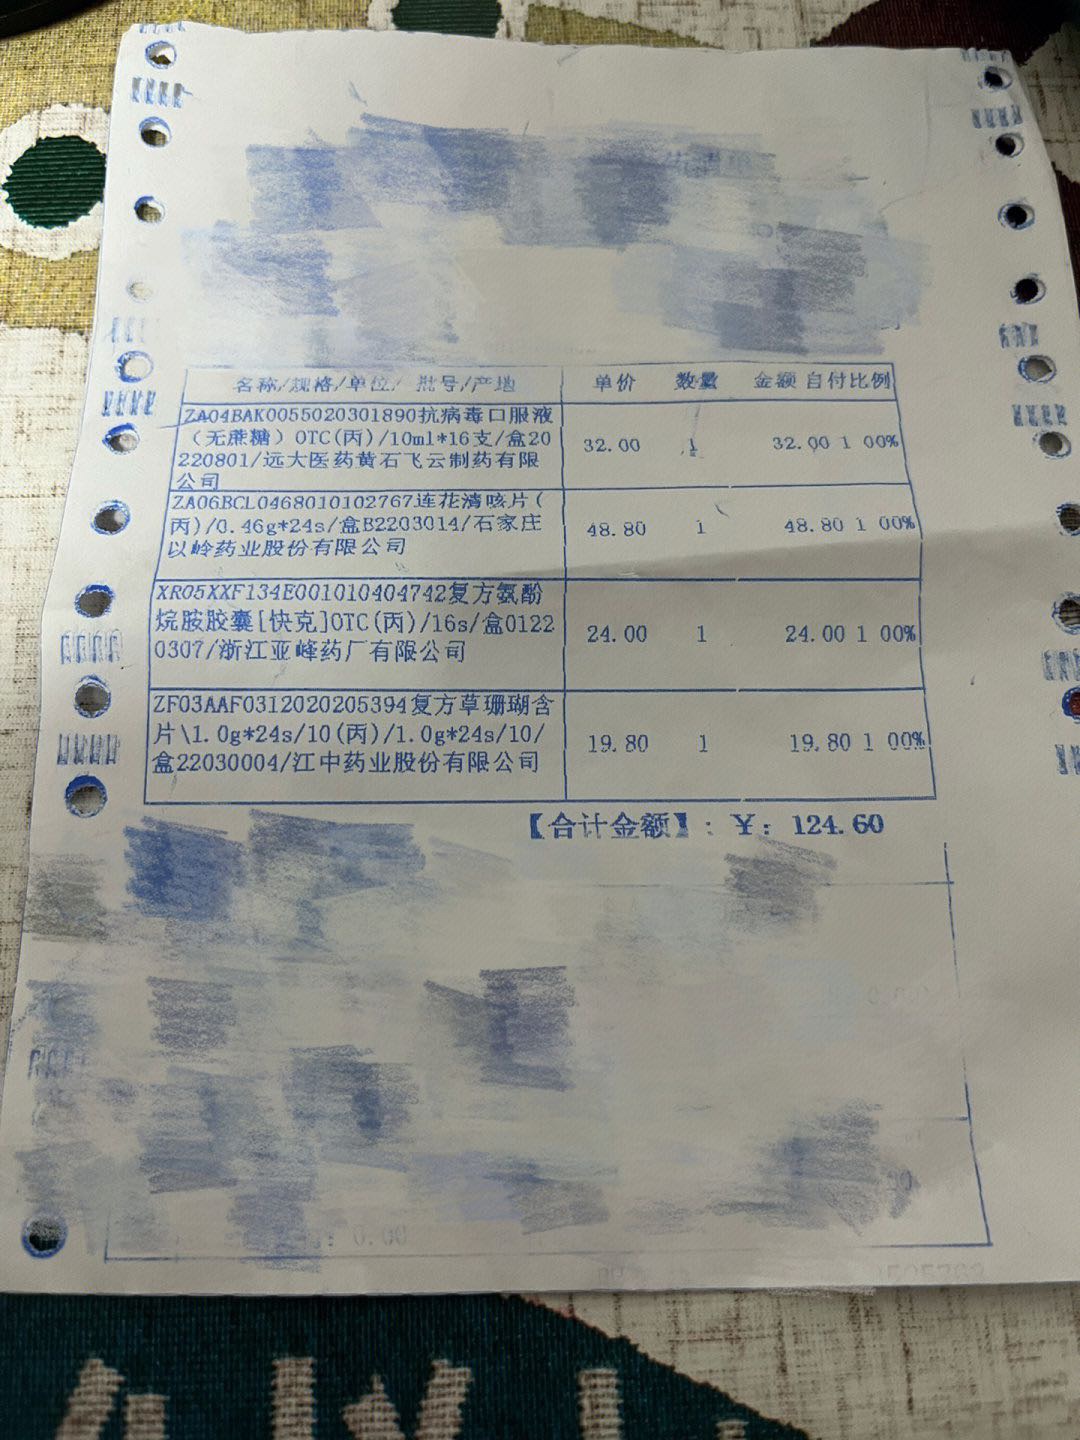 名称/规格/单位/ 批号/产地 单价 数量 金额 自付比例
ZA04BAK0055020301890抗病毒口服液
（无蔗糖）OTC(丙)/10ml*16支/盒20
220801/远大医药黄石飞云制药有限
公司
32.00 1 32.00 1 00%
ZA06BCL0468010102767连花清咳片(
丙)/0.46g*24s/盒B2203014/石家庄
以岭药业股份有限公司
48.80 1 48.80 1 00%
XR05XXF134E001010404742复方氨酚
烷胺胶囊[快克]OTC(丙)/16s/盒0122
0307/浙江亚峰药厂有限公司
24.00 1 24.00 1 00%
ZF03AAF0312020205394复方草珊瑚含
片\1.0g*24s/10(丙)/1.0g*24s/10/
盒22030004/江中药业股份有限公司
19.80 1 19.80 1 00%
【合计金额】：￥：124.60
0.00